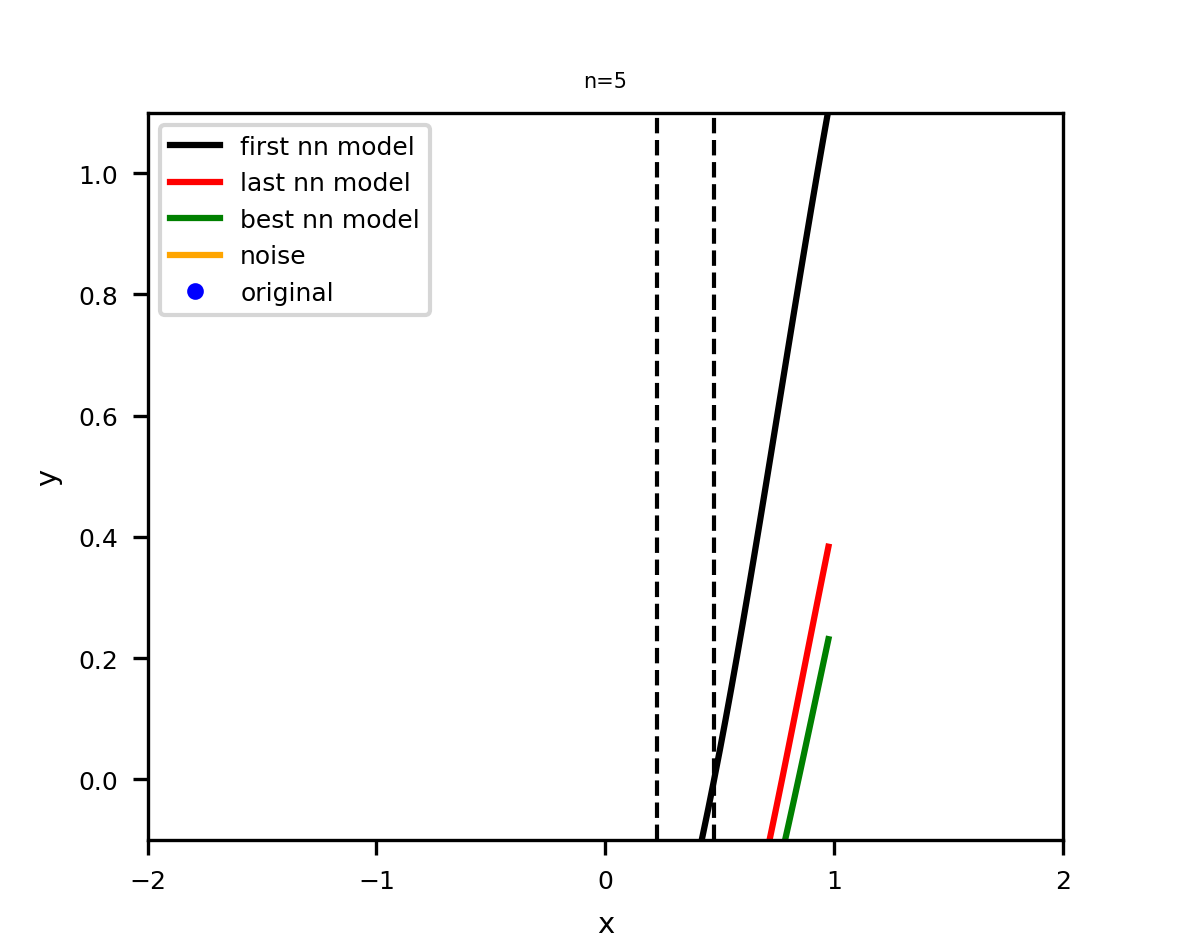 n=5
first nn model
last nn model
best nn model
noise
original
1.0
0.8
0.6
0.4
0.2
0.0
y
−2 −1 0 1 2
x